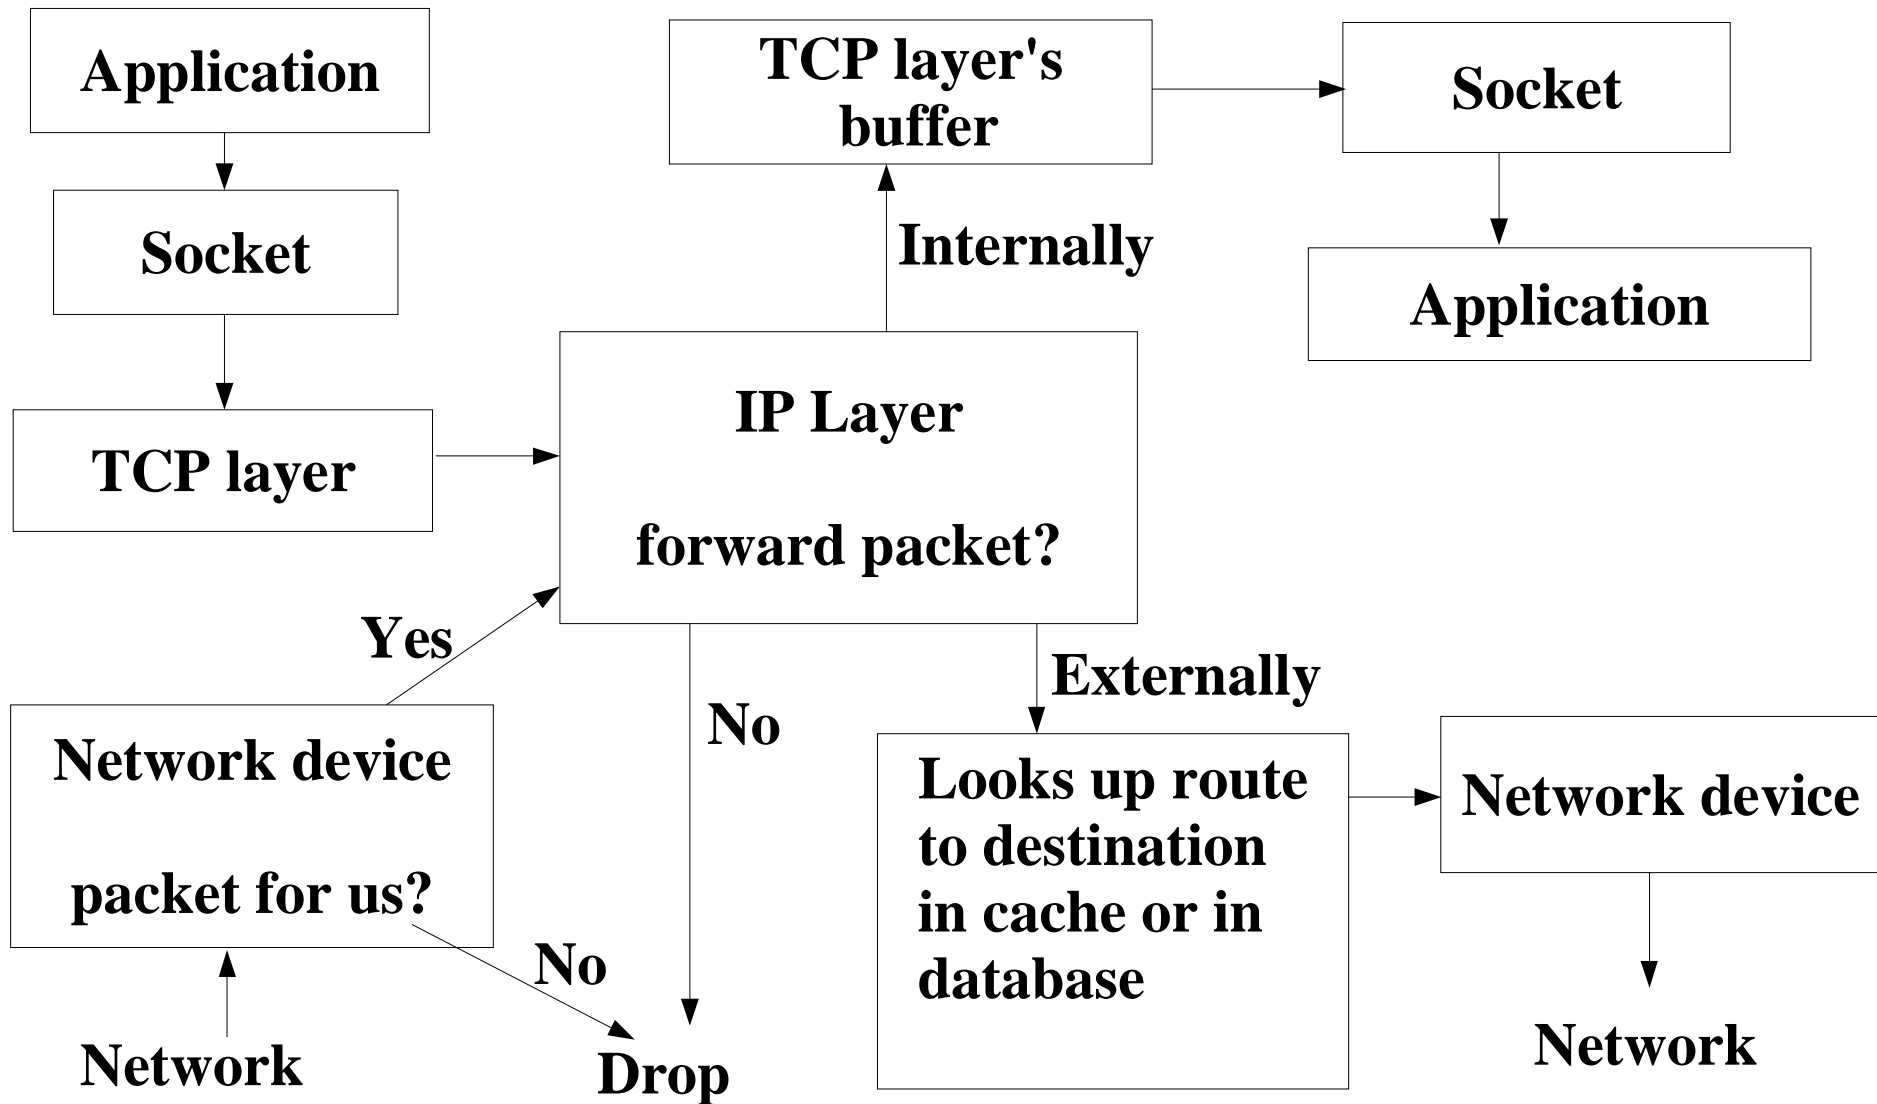 Application
Socket
TCP layer
Network device
packet for us?
Network
Yes
No
Drop
IP Layer
forward packet?
No
Internally
TCP layer's
buffer
Socket
Application
Externally
Looks up route
to destination
in cache or in
database
Network device
Network